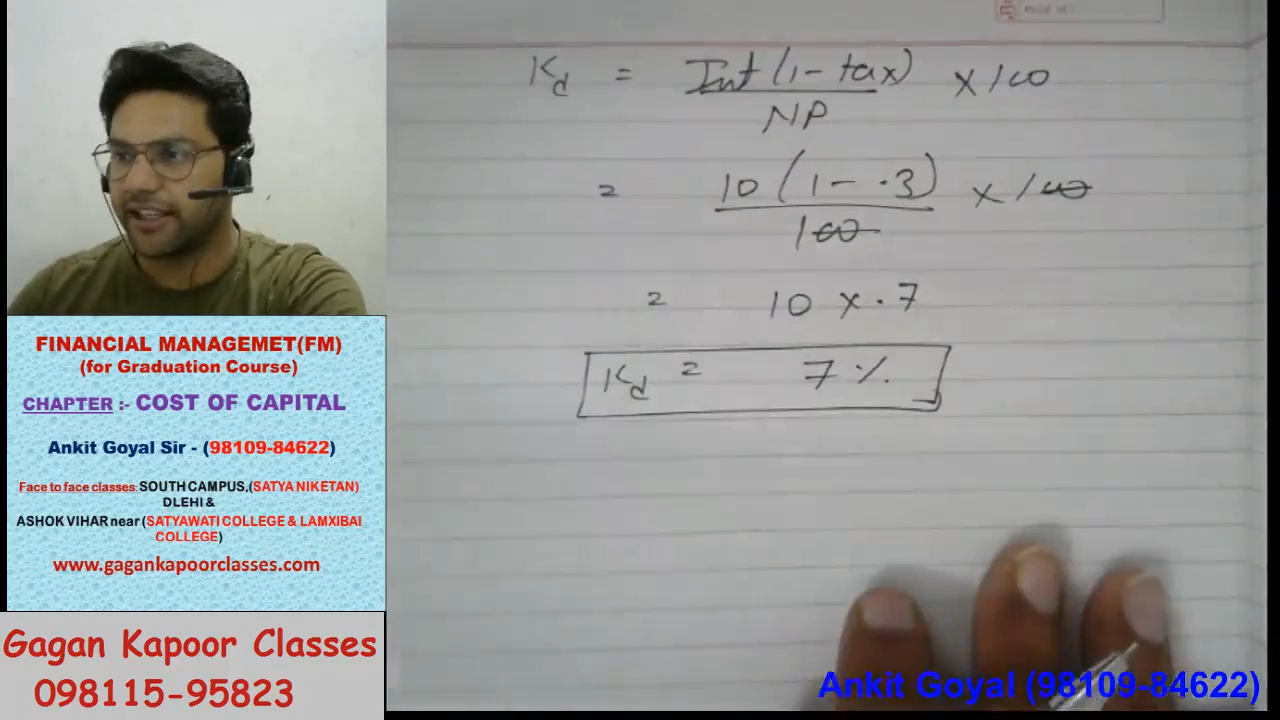 FINANCIAL MANAGEMET(FM)
(for Graduation Course)
CHAPTER :- COST OF CAPITAL
Ankit Goyal Sir - (98109-84622)
Face to face classes: SOUTH CAMPUS,(SATYA NIKETAN)
DLEHI &
ASHOK VIHAR near (SATYAWATI COLLEGE & LAMXIBAI
COLLEGE)
www.gagankapoorclasses.com
Gagan Kapoor Classes
098115-95823
Kd = Int (1 - tax) × 100
NP
= 10 (1 - .3) × 100
100
= 10 × .7
Kd = 7 %
Ankit Goyal (98109-84622)